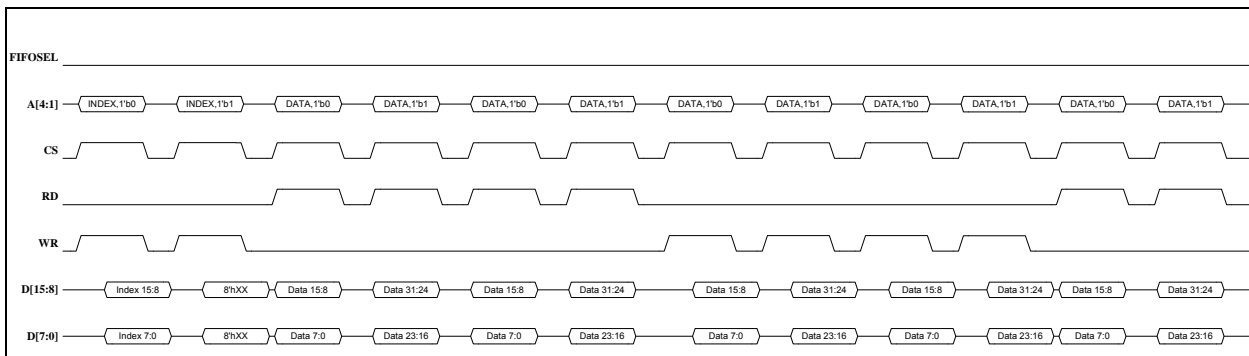 FIFOSEL
A[4:1] INDEX,1'b0 INDEX,1'b1 DATA,1'b0 DATA,1'b1 DATA,1'b0 DATA,1'b1 DATA,1'b0 DATA,1'b1 DATA,1'b0 DATA,1'b1 DATA,1'b0 DATA,1'b1
CS
RD
WR
D[15:8] Index 15:8 8'hXX Data 15:8 Data 31:24 Data 15:8 Data 31:24 Data 15:8 Data 31:24 Data 15:8 Data 31:24 Data 15:8 Data 31:24
D[7:0] Index 7:0 8'hXX Data 7:0 Data 23:16 Data 7:0 Data 23:16 Data 7:0 Data 23:16 Data 7:0 Data 23:16 Data 7:0 Data 23:16